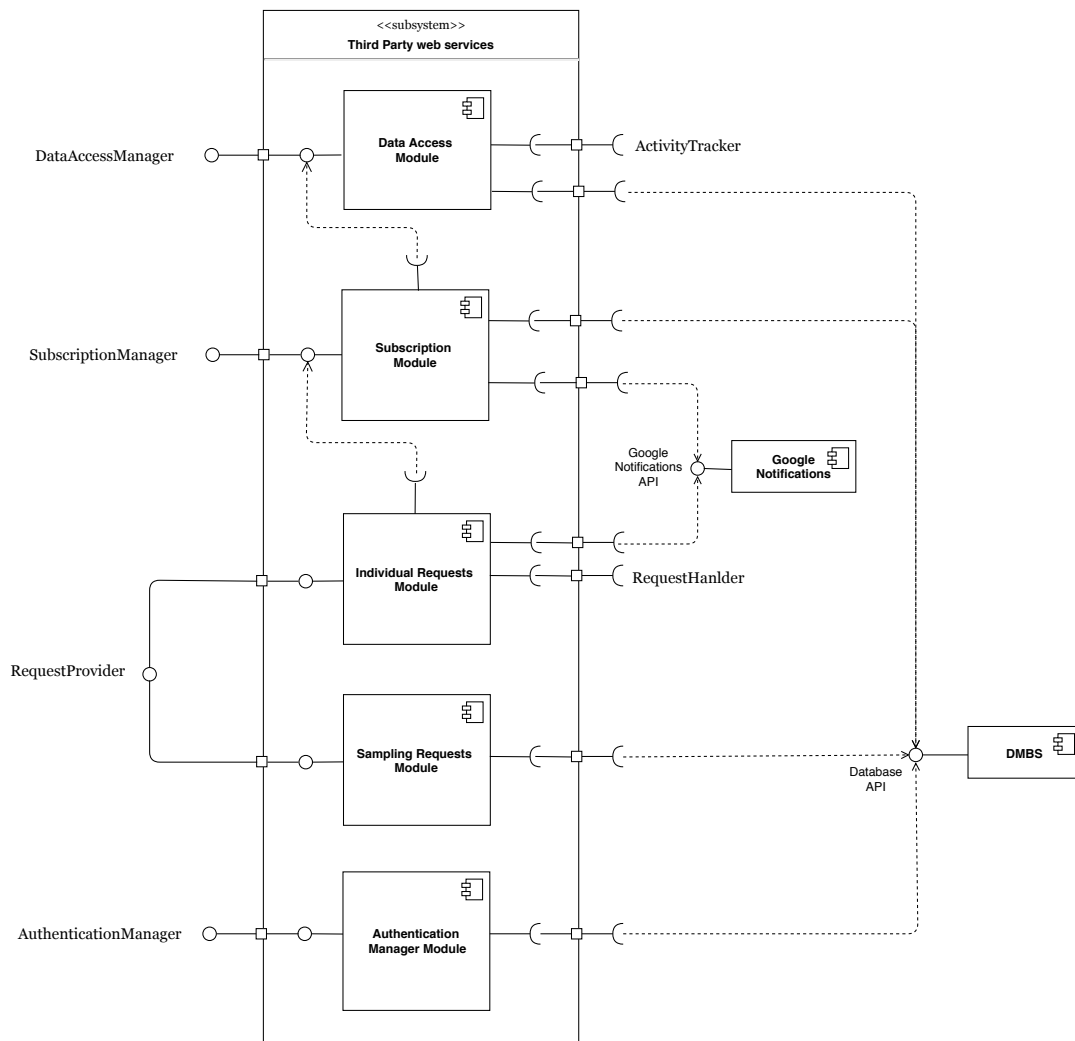 <<subsystem>>
Third Party web services
Data Access
Module
DataAccessManager
ActivityTracker
Subscription
Module
SubscriptionManager
Google
Notifications
API
Google
Notifications
Individual Requests
Module
RequestHanlder
RequestProvider
Sampling Requests
Module
Database
API
DMBS
Authentication
Manager Module
AuthenticationManager